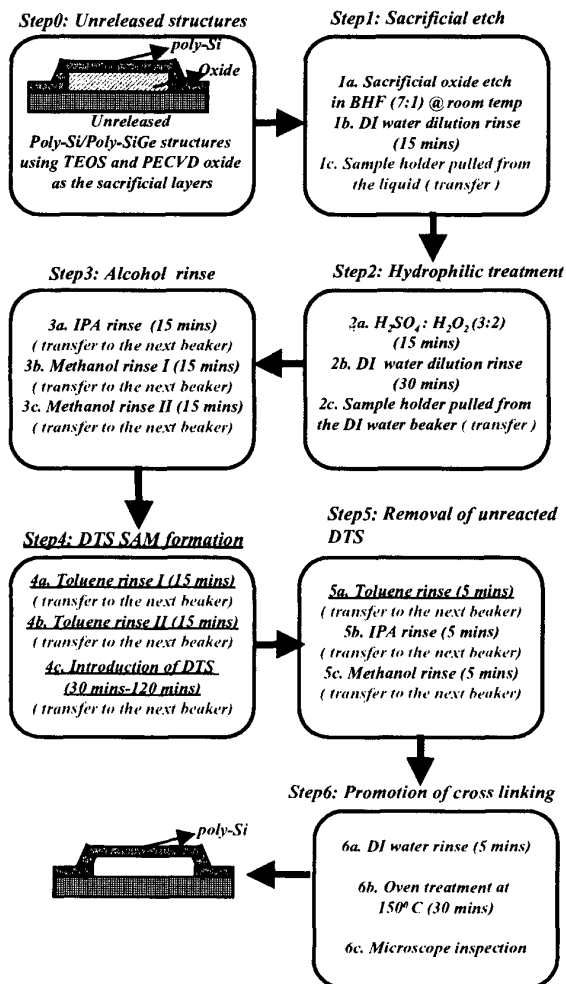 Step0: Unreleased structures
poly-Si
Oxide
Unreleased
Poly-Si/Poly-SiGe structures
using TEOS and PECVD oxide
as the sacrificial layers
Step1: Sacrificial etch
1a. Sacrificial oxide etch
in BHF (7:1) @ room temp
1b. DI water dilution rinse
(15 mins)
1c. Sample holder pulled from
the liquid ( transfer )
Step2: Hydrophilic treatment
2a. H₂SO₄ : H₂O₂ (3:2)
(15 mins)
2b. DI water dilution rinse
(30 mins)
2c. Sample holder pulled from
the DI water beaker ( transfer )
Step3: Alcohol rinse
3a. IPA rinse (15 mins)
( transfer to the next beaker)
3b. Methanol rinse I (15 mins)
( transfer to the next beaker)
3c. Methanol rinse II (15 mins)
( transfer to the next beaker)
Step4: DTS SAM formation
4a. Toluene rinse I (15 mins)
( transfer to the next beaker)
4b. Toluene rinse II (15 mins)
( transfer to the next beaker)
4c. Introduction of DTS
(30 mins-120 mins)
( transfer to the next beaker)
Step5: Removal of unreacted
DTS
5a. Toluene rinse (5 mins)
( transfer to the next beaker)
5b. IPA rinse (5 mins)
( transfer to the next beaker)
5c. Methanol rinse (5 mins)
( transfer to the next beaker)
Step6: Promotion of cross linking
6a. DI water rinse (5 mins)
6b. Oven treatment at
150⁰ C (30 mins)
6c. Microscope inspection
poly-Si